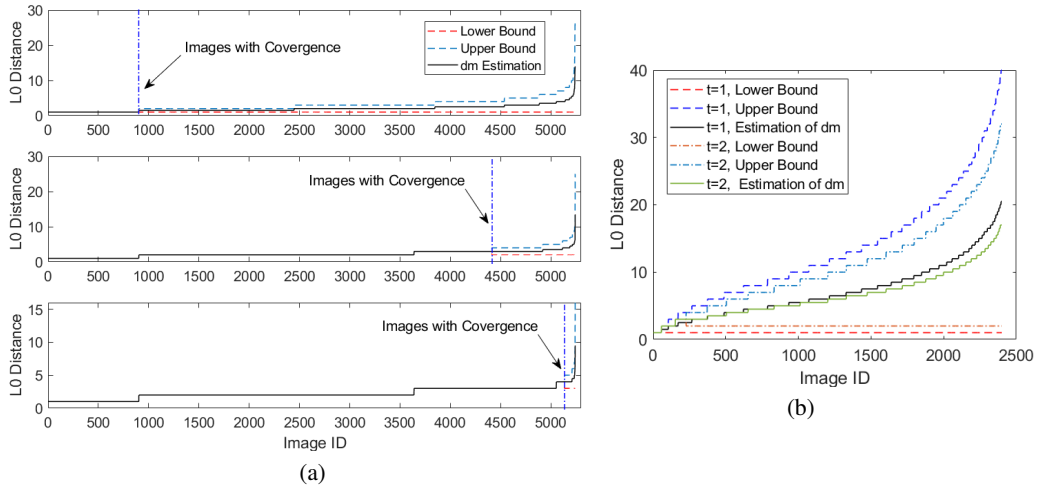 30
20
10
0
L0 Distance
Images with Covergence
Lower Bound
Upper Bound
dm Estimation
0 500 1000 1500 2000 2500 3000 3500 4000 4500 5000
30
20
10
0
L0 Distance
Images with Covergence
0 500 1000 1500 2000 2500 3000 3500 4000 4500 5000
15
10
5
0
L0 Distance
Images with Covergence
0 500 1000 1500 2000 2500 3000 3500 4000 4500 5000
Image ID
(a)
40
30
20
10
0
L0 Distance
t=1, Lower Bound
t=1, Upper Bound
t=1, Estimation of dm
t=2, Lower Bound
t=2, Upper Bound
t=2, Estimation of dm
0 500 1000 1500 2000 2500
Image ID
(b)